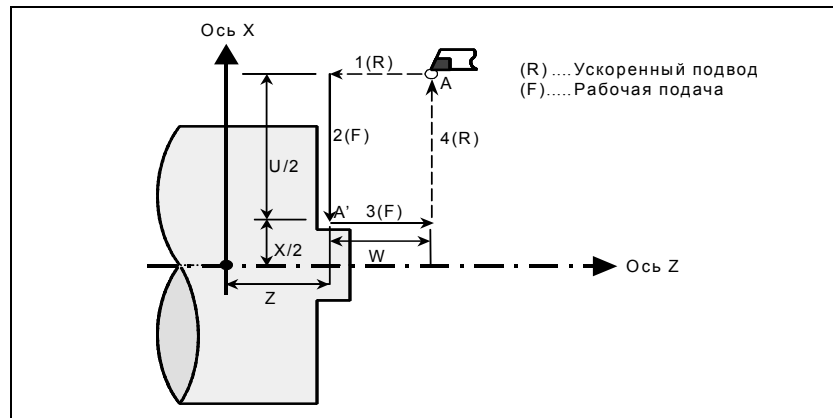 Ось X
1(R)
A
(R) ....Ускоренный подвод
(F).....Рабочая подача
2(F)
4(R)
U/2
A'
3(F)
X/2
W
Ось Z
Z